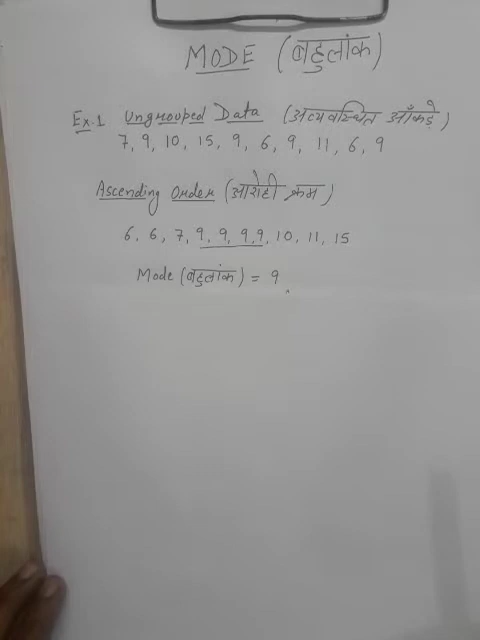 MODE (बहुलांक)
Ex.1 Ungrouped Data (अव्यवस्थित आँकड़े)
7, 9, 10, 15, 9, 6, 9, 11, 6, 9
Ascending Order (आरोही क्रम)
6, 6, 7, 9, 9, 9, 9, 10, 11, 15
Mode (बहुलांक) = 9